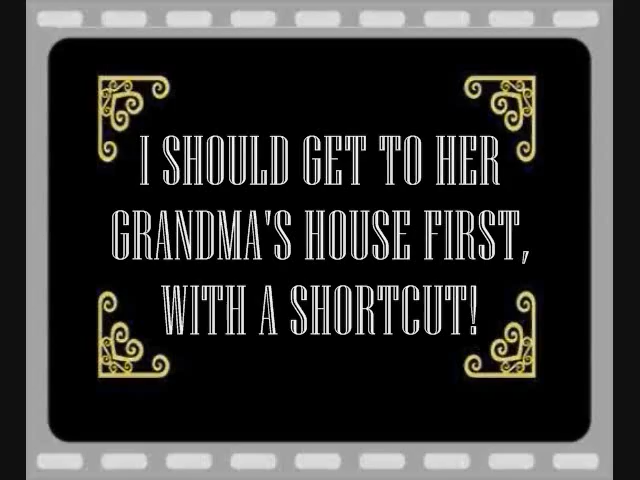 I SHOULD GET TO HER
GRANDMA'S HOUSE FIRST,
WITH A SHORTCUT!